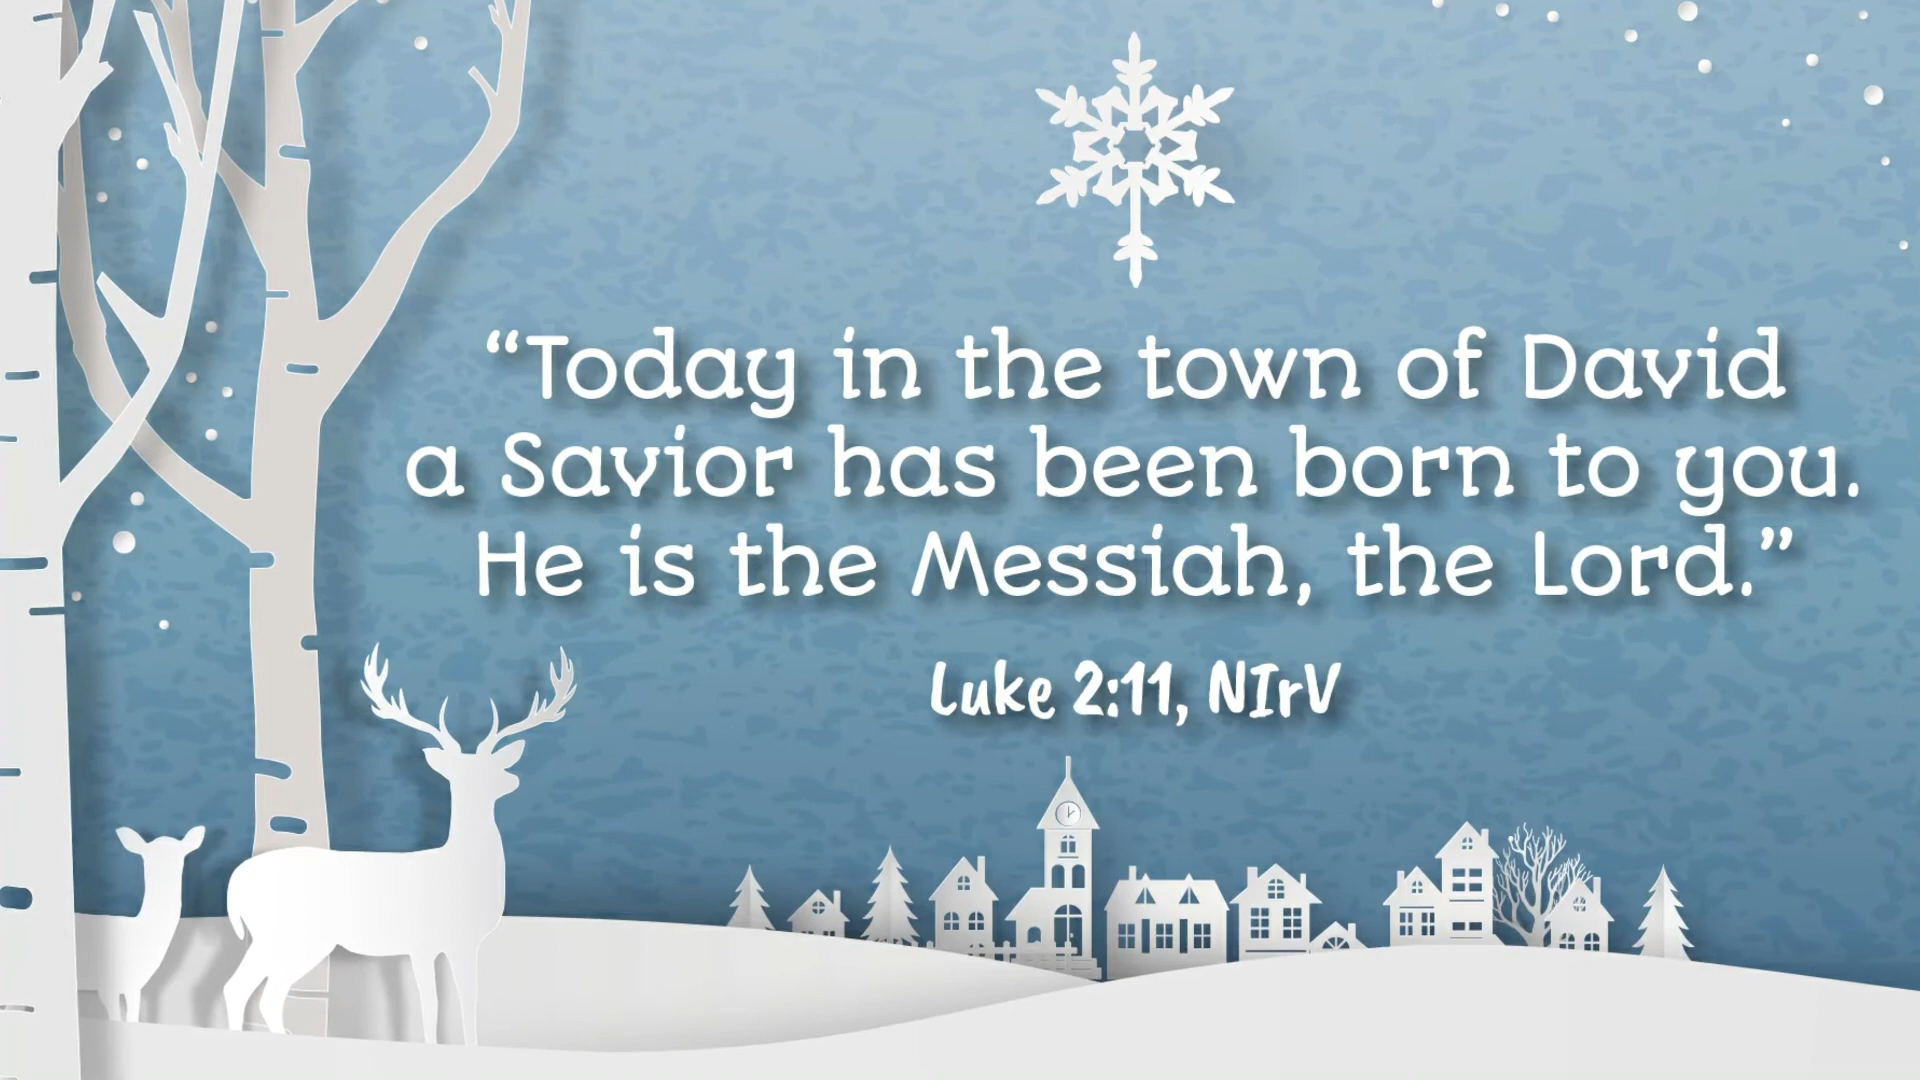 “Today in the town of David
a Savior has been born to you.
He is the Messiah, the Lord.”
Luke 2:11, NIrV